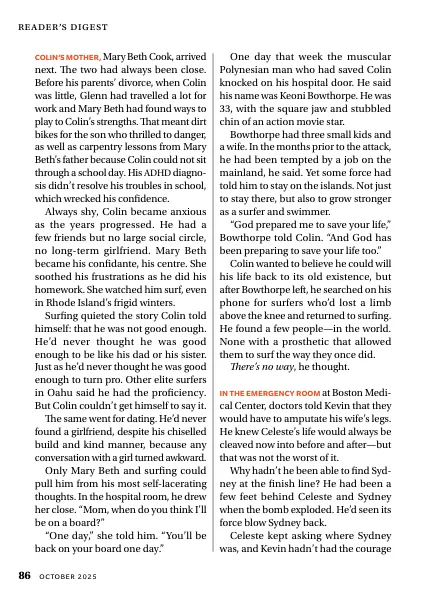 READER'S DIGEST
COLIN'S MOTHER, Mary Beth Cook, arrived
next. The two had always been close.
Before his parents' divorce, when Colin
was little, Glenn had travelled a lot for
work and Mary Beth had found ways to
play to Colin's strengths. That meant dirt
bikes for the son who thrilled to danger,
as well as carpentry lessons from Mary
Beth's father because Colin could not sit
through a school day. His ADHD diagno-
sis didn't resolve his troubles in school,
which wrecked his confidence.
Always shy, Colin became anxious
as the years progressed. He had a
few friends but no large social circle,
no long-term girlfriend. Mary Beth
became his confidante, his centre. She
soothed his frustrations as he did his
homework. She watched him surf, even
in Rhode Island's frigid winters.
Surfing quieted the story Colin told
himself: that he was not good enough.
He'd never thought he was good
enough to be like his dad or his sister.
Just as he'd never thought he was good
enough to turn pro. Other elite surfers
in Oahu said he had the proficiency.
But Colin couldn't get himself to say it.
The same went for dating. He'd never
found a girlfriend, despite his chiselled
build and kind manner, because any
conversation with a girl turned awkward.
Only Mary Beth and surfing could
pull him from his most self-lacerating
thoughts. In the hospital room, he drew
her close. "Mom, when do you think I'll
be on a board?"
"One day," she told him. "You'll be
back on your board one day."
One day that week the muscular
Polynesian man who had saved Colin
knocked on his hospital door. He said
his name was Keoni Bowthorpe. He was
33, with the square jaw and stubbled
chin of an action movie star.
Bowthorpe had three small kids and
a wife. In the months prior to the attack,
he had been tempted by a job on the
mainland, he said. Yet some force had
told him to stay on the islands. Not just
to stay there, but also to grow stronger
as a surfer and swimmer.
"God prepared me to save your life,"
Bowthorpe told Colin. "And God has
been preparing to save your life too."
Colin wanted to believe he could will
his life back to its old existence, but
after Bowthorpe left, he searched on his
phone for surfers who'd lost a limb
above the knee and returned to surfing.
He found a few people—in the world.
None with a prosthetic that allowed
them to surf the way they once did.
There's no way, he thought.
IN THE EMERGENCY ROOM at Boston Medi-
cal Center, doctors told Kevin that they
would have to amputate his wife's legs.
He knew Celeste's life would always be
cleaved now into before and after—but
that was not the worst of it.
Why hadn't he been able to find Syd-
ney at the finish line? He had been a
few feet behind Celeste and Sydney
when the bomb exploded. He'd seen its
force blow Sydney back.
Celeste kept asking where Sydney
was, and Kevin hadn't had the courage
86 OCTOBER 2025